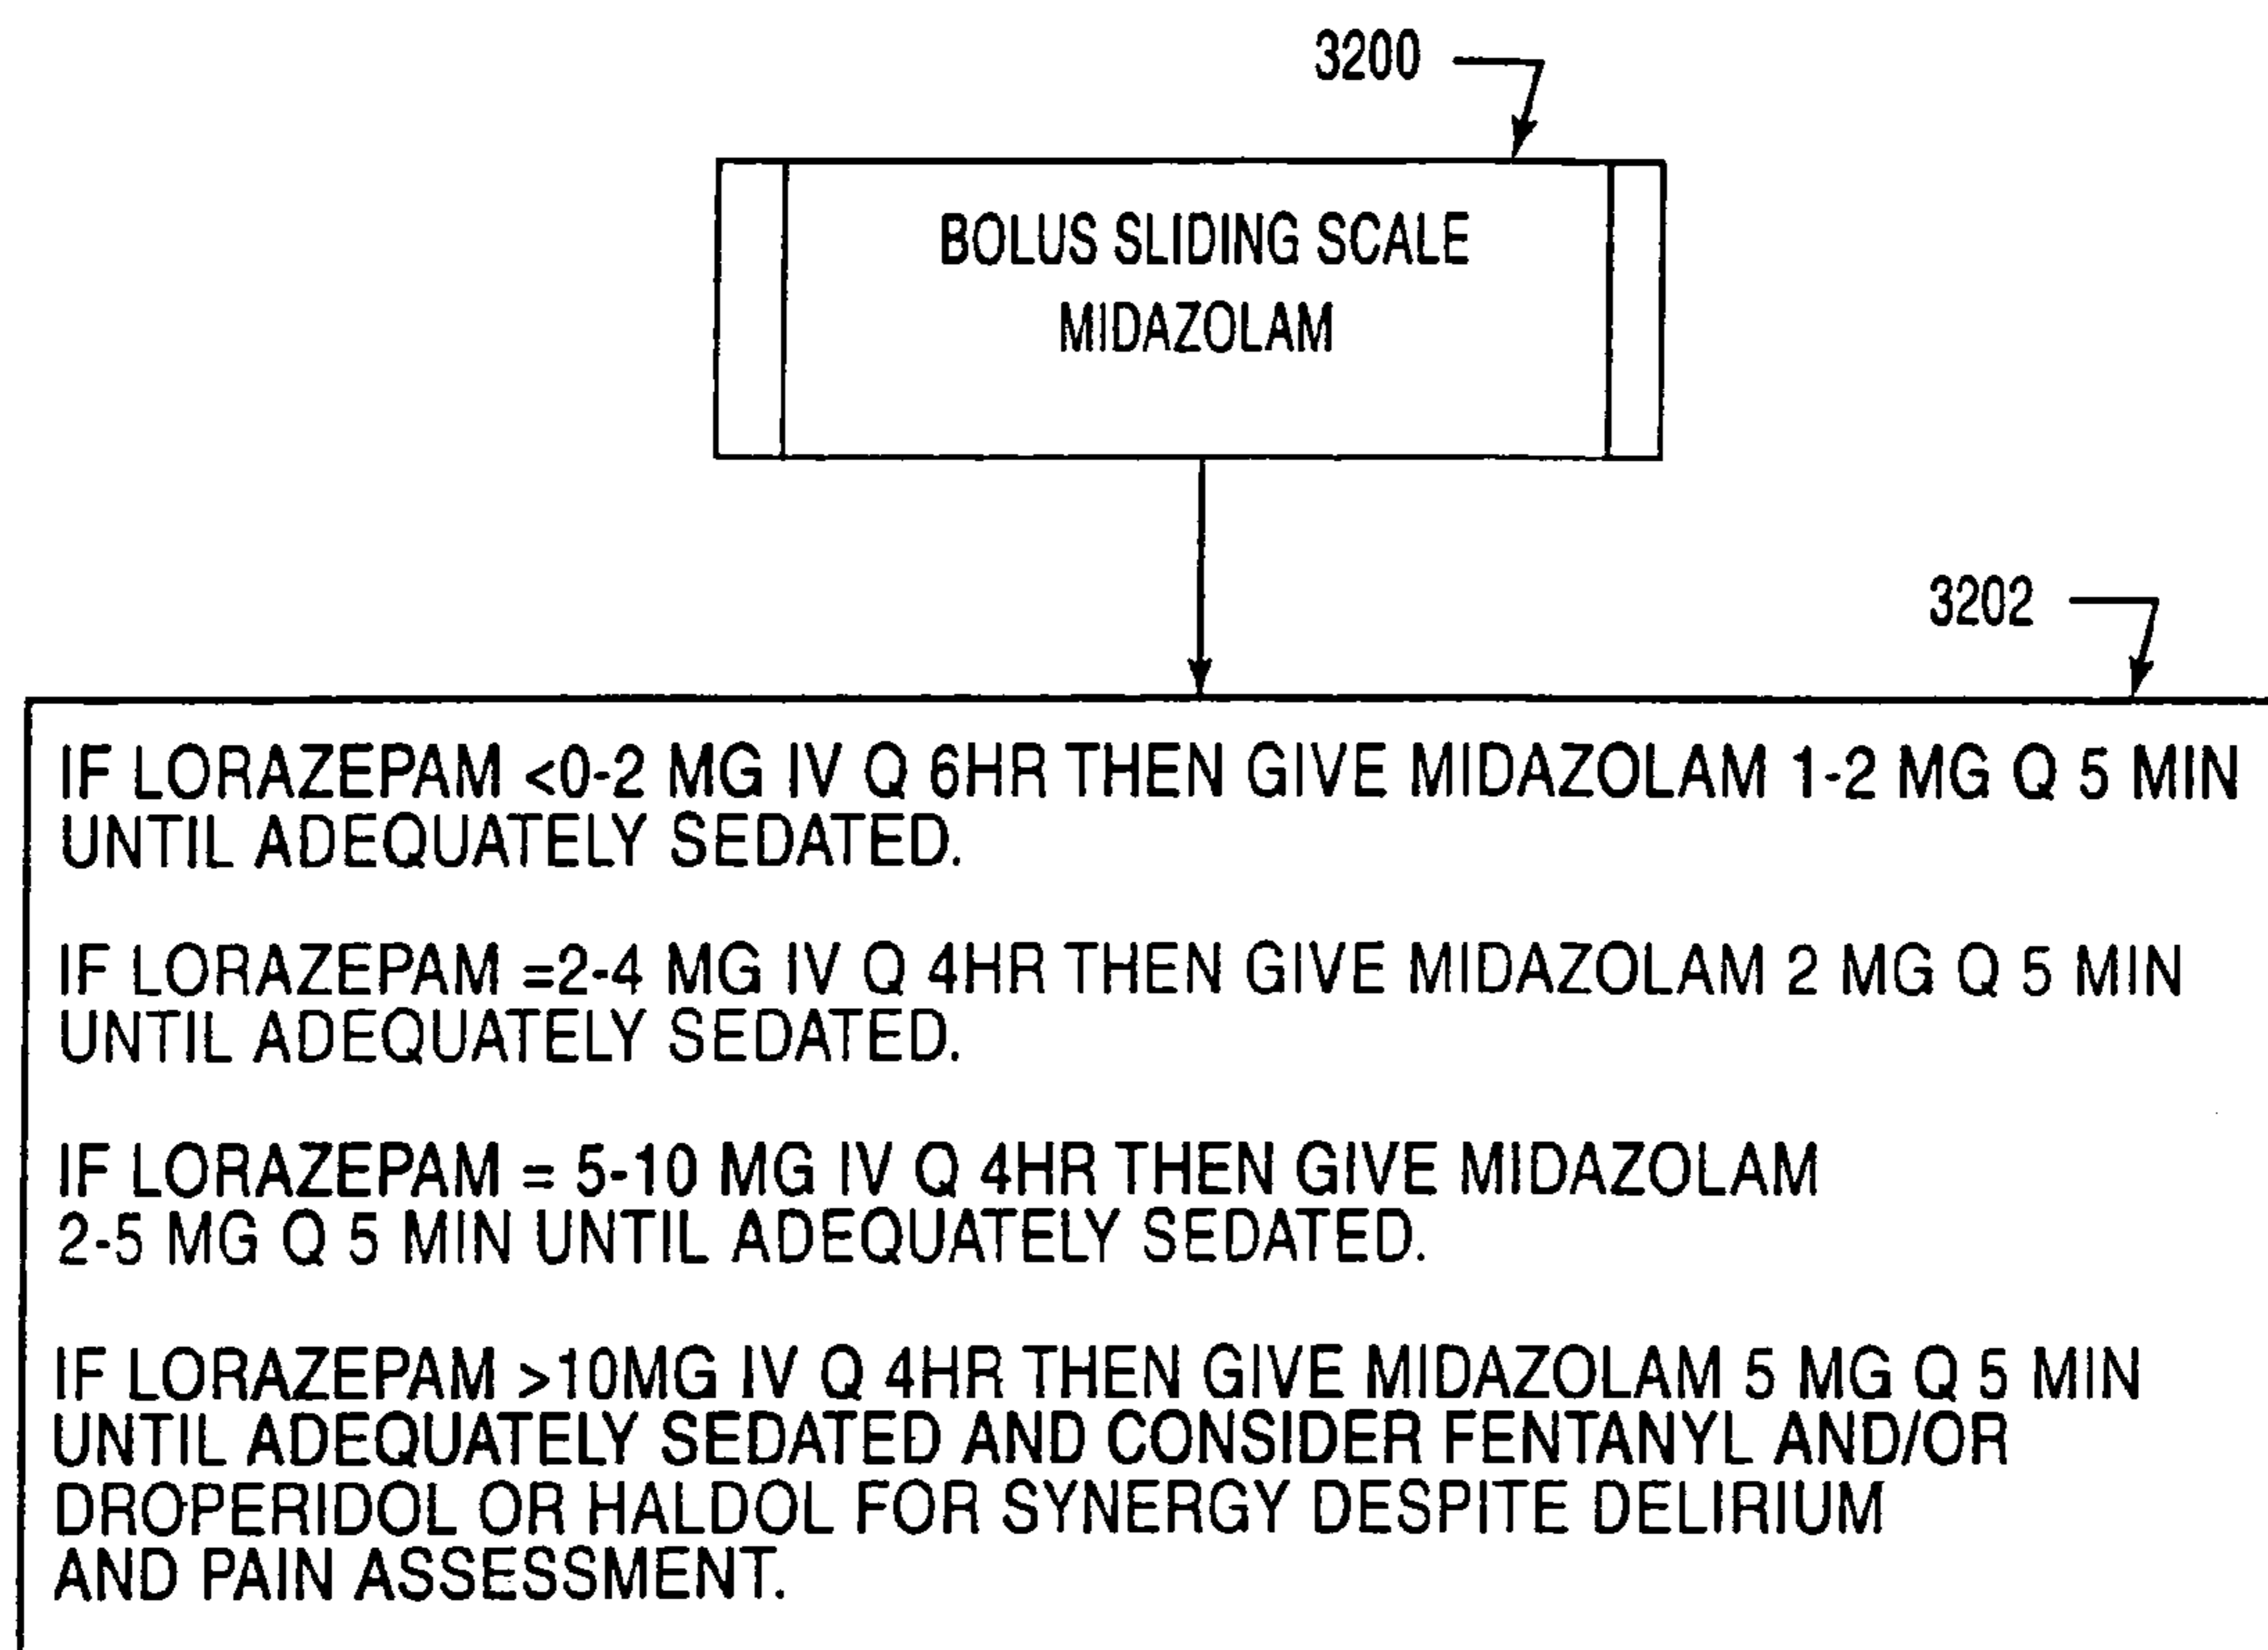 3200
BOLUS SLIDING SCALE
MIDAZOLAM
3202
IF LORAZEPAM <0-2 MG IV Q 6HR THEN GIVE MIDAZOLAM 1-2 MG Q 5 MIN
UNTIL ADEQUATELY SEDATED.
IF LORAZEPAM =2-4 MG IV Q 4HR THEN GIVE MIDAZOLAM 2 MG Q 5 MIN
UNTIL ADEQUATELY SEDATED.
IF LORAZEPAM = 5-10 MG IV Q 4HR THEN GIVE MIDAZOLAM
2-5 MG Q 5 MIN UNTIL ADEQUATELY SEDATED.
IF LORAZEPAM >10MG IV Q 4HR THEN GIVE MIDAZOLAM 5 MG Q 5 MIN
UNTIL ADEQUATELY SEDATED AND CONSIDER FENTANYL AND/OR
DROPERIDOL OR HALDOL FOR SYNERGY DESPITE DELIRIUM
AND PAIN ASSESSMENT.